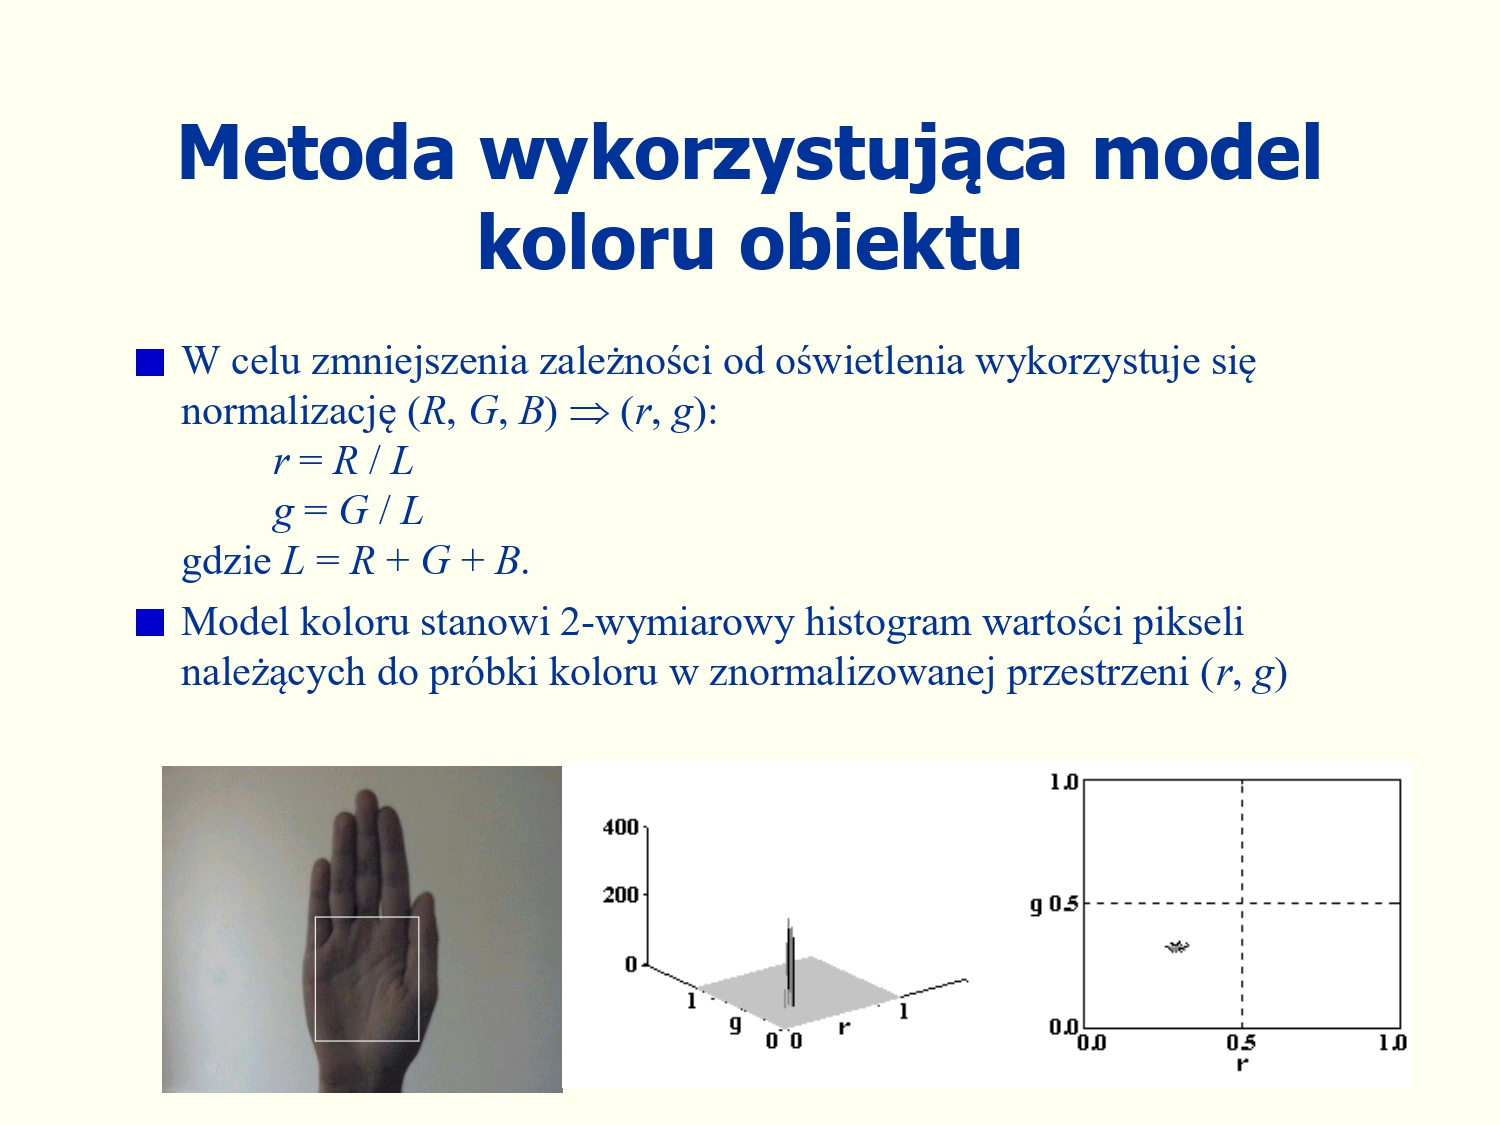 Metoda wykorzystująca model
koloru obiektu
W celu zmniejszenia zależności od oświetlenia wykorzystuje się
normalizację (R, G, B) ⇒ (r, g):
r = R / L
g = G / L
gdzie L = R + G + B.
Model koloru stanowi 2-wymiarowy histogram wartości pikseli
należących do próbki koloru w znormalizowanej przestrzeni (r, g)
400
200
0
1
g
0 0
r
1
1.0
g 0.5
0.0
0.0 0.5 1.0
r